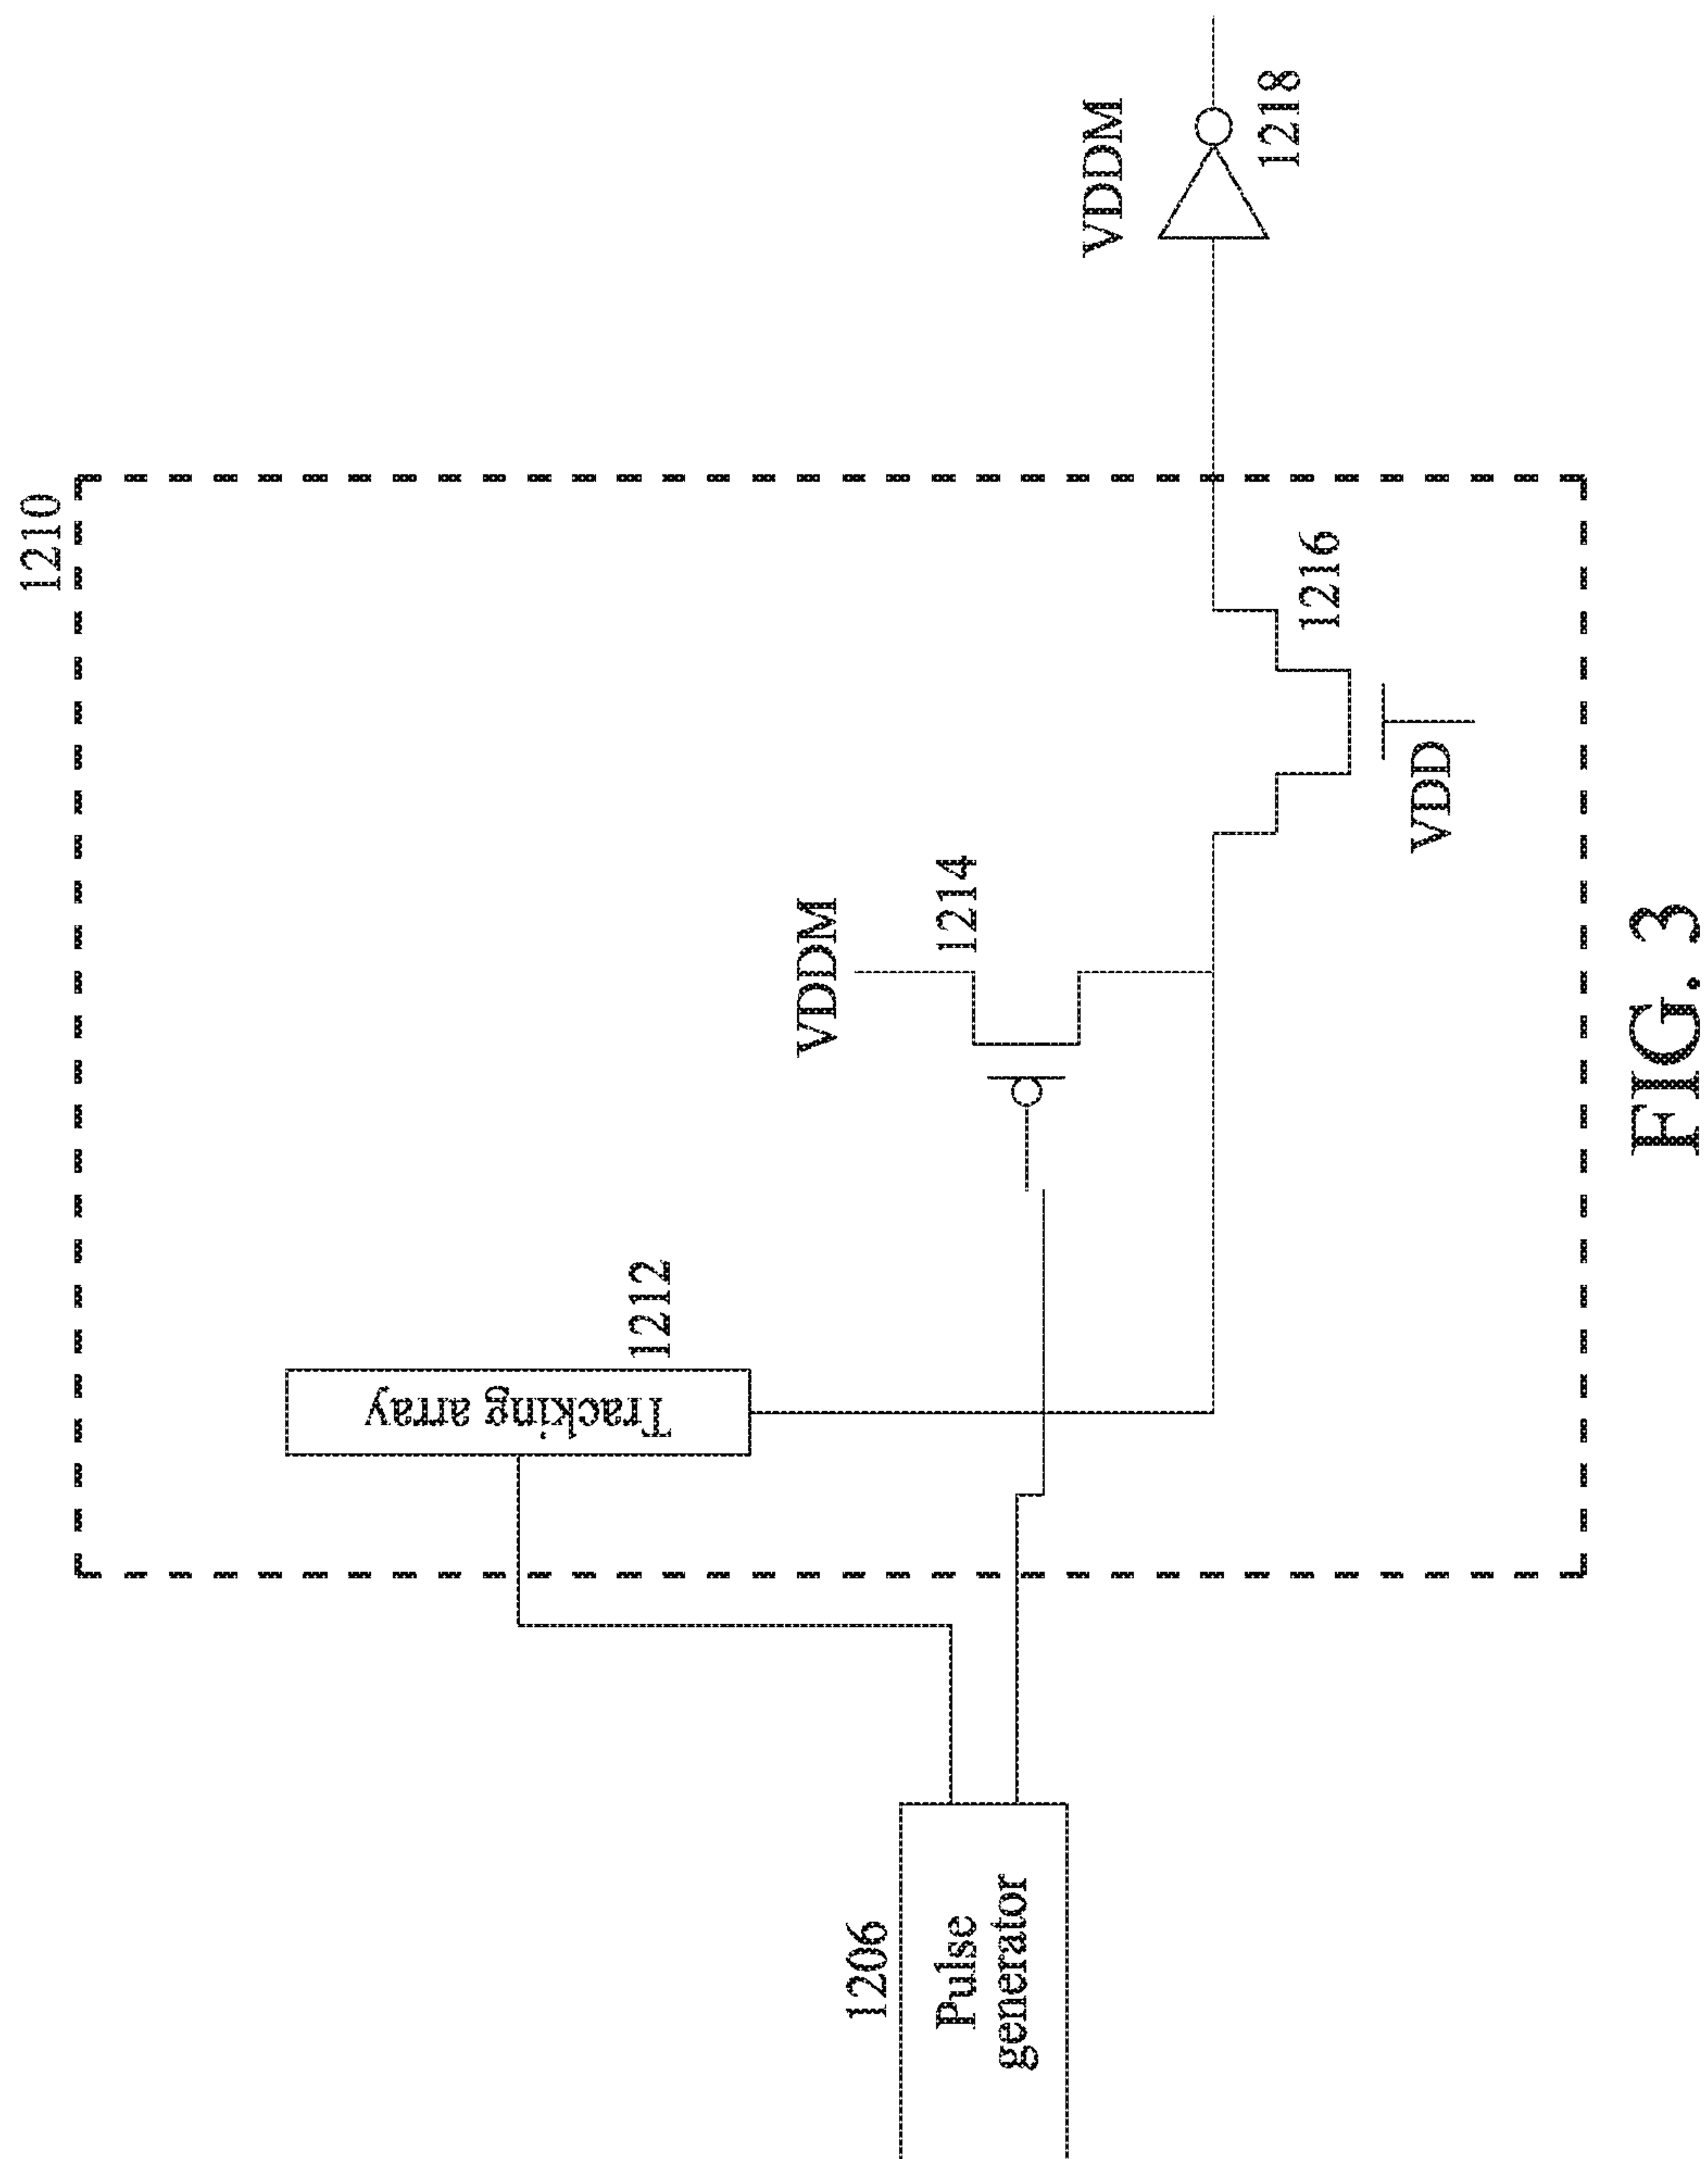 1210
Tracking array
1212
VDDM
1214
1216
VDD
VDDM
1218
1206
Pulse
generator
FIG. 3